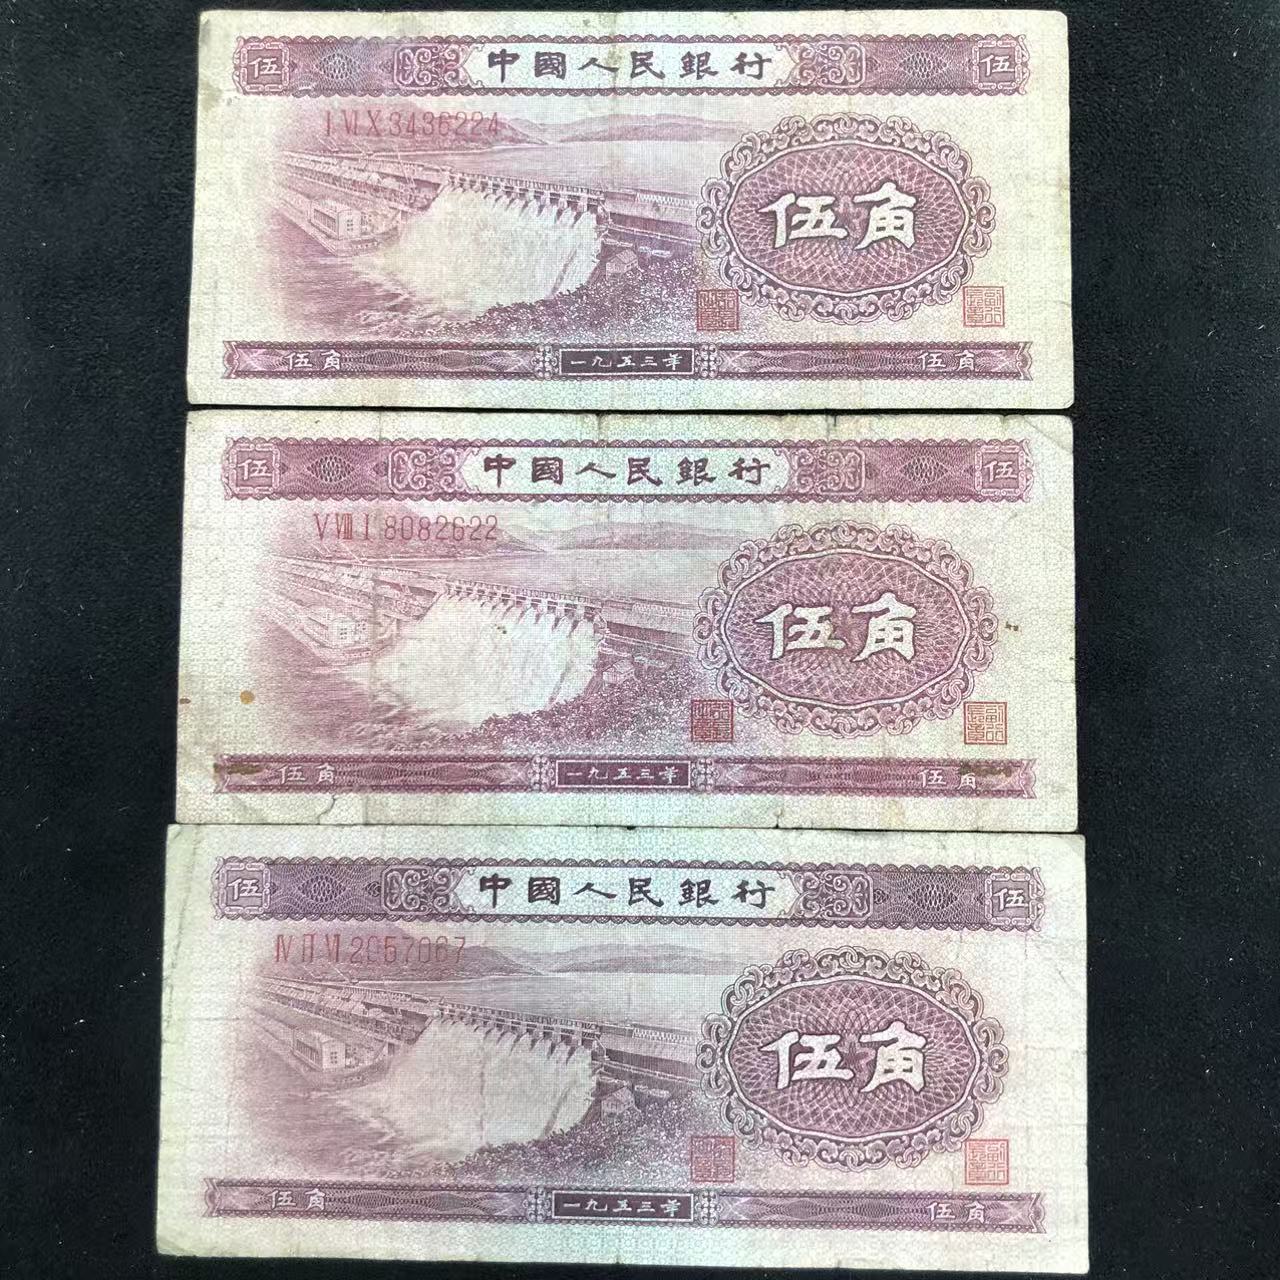 伍 中國人民銀行 伍
I VI X 3436224
伍角
伍角 一九五三年 伍角
伍 中國人民銀行 伍
V VIII I 8082622
伍角
伍角 一九五三年 伍角
伍 中國人民銀行 伍
IV II VI 2057067
伍角
伍角 一九五三年 伍角